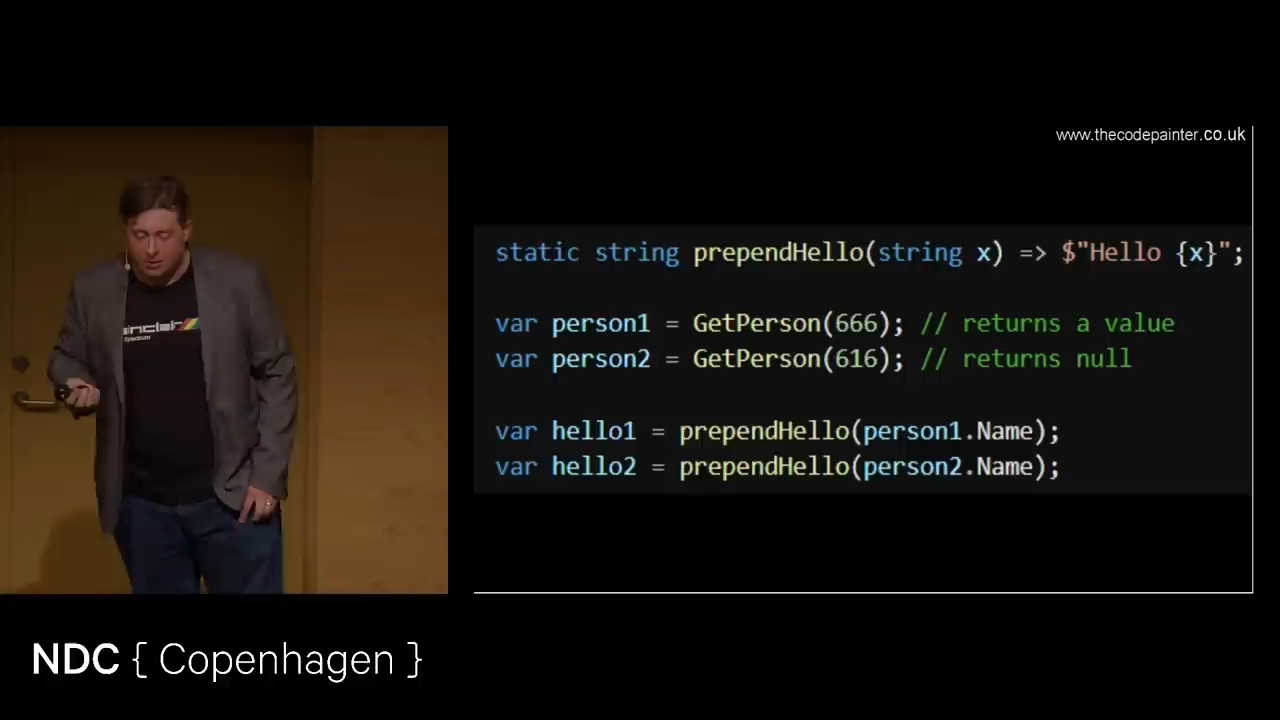 www.thecodepainter.co.uk
static string prependHello(string x) => $"Hello {x}";
var person1 = GetPerson(666); // returns a value
var person2 = GetPerson(616); // returns null
var hello1 = prependHello(person1.Name);
var hello2 = prependHello(person2.Name);
inclair
NDC { Copenhagen }